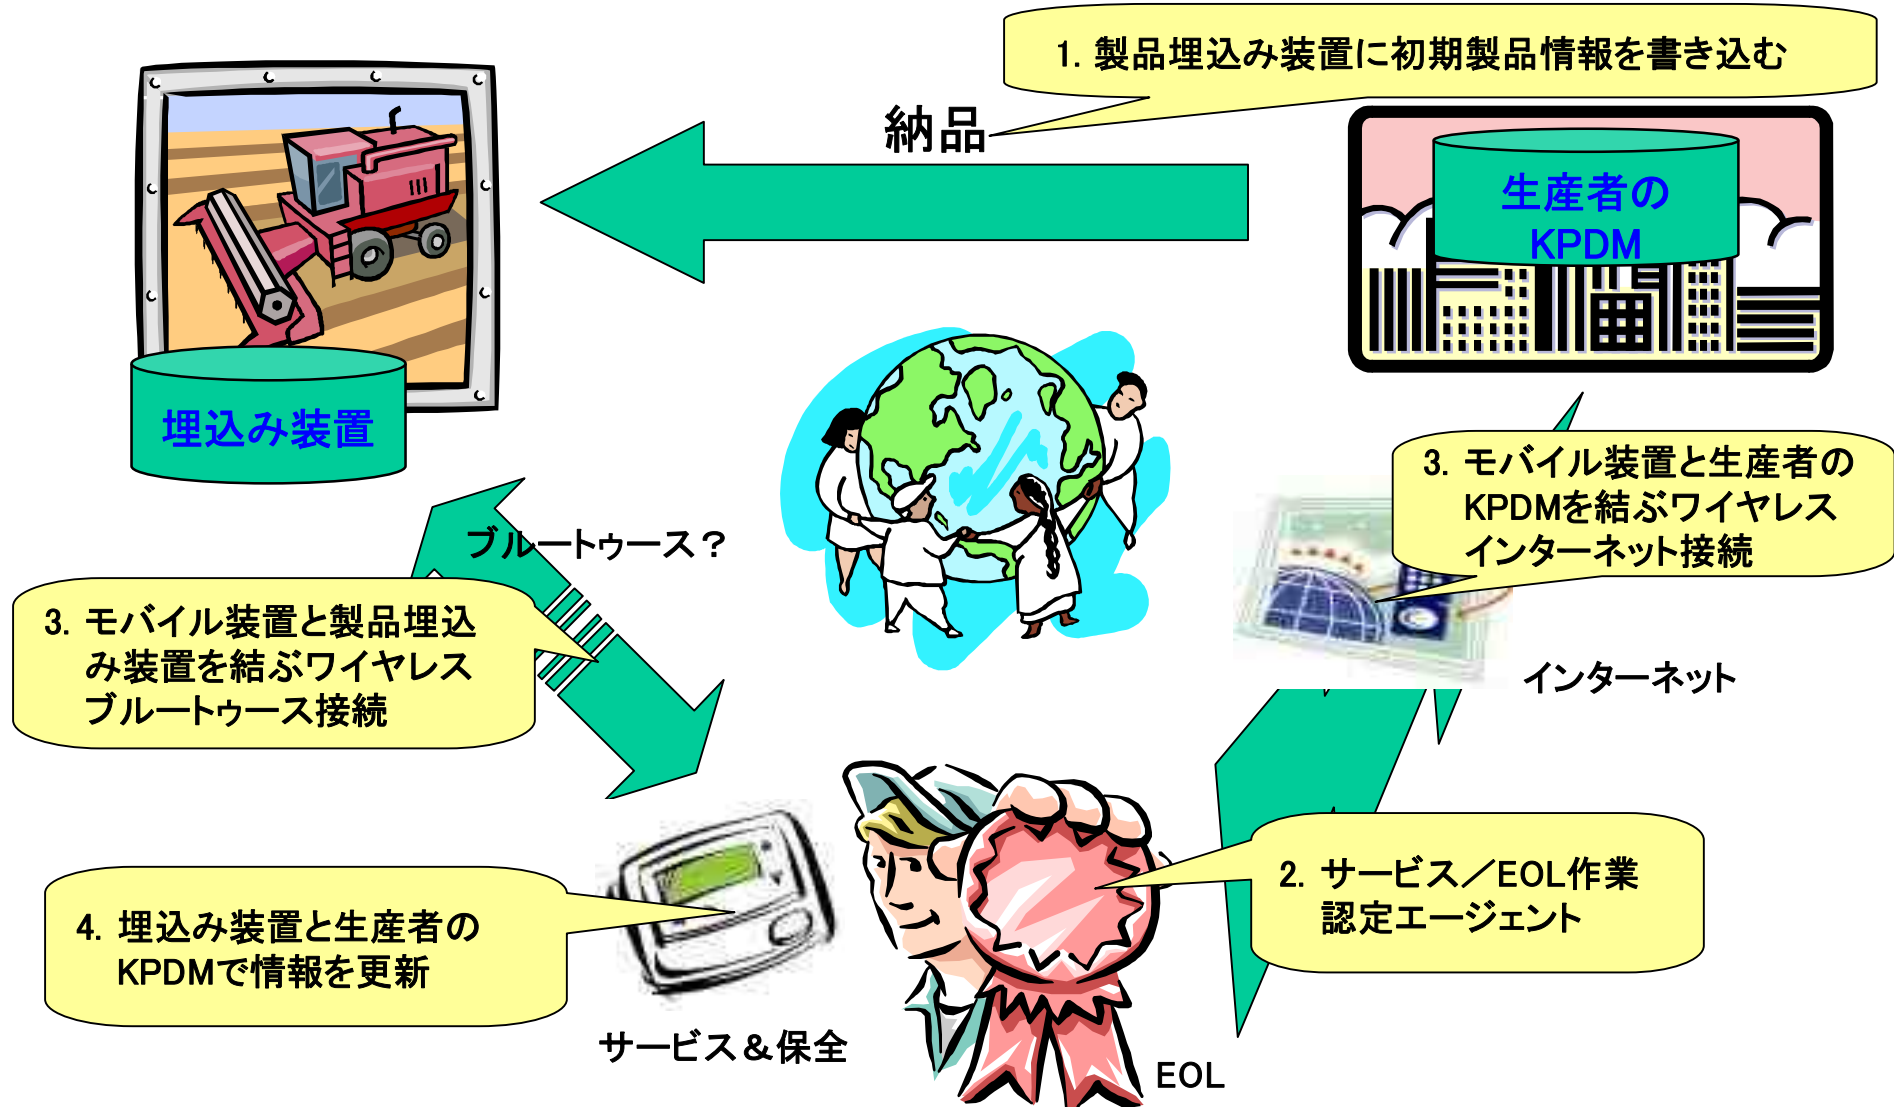 1. 製品埋込み装置に初期製品情報を書き込む
納品
生産者の
KPDM
埋込み装置
ブルートゥース？
3. モバイル装置と生産者の
KPDMを結ぶワイヤレス
インターネット接続
3. モバイル装置と製品埋込
み装置を結ぶワイヤレス
ブルートゥース接続
インターネット
2. サービス／EOL作業
認定エージェント
4. 埋込み装置と生産者の
KPDMで情報を更新
サービス＆保全
EOL